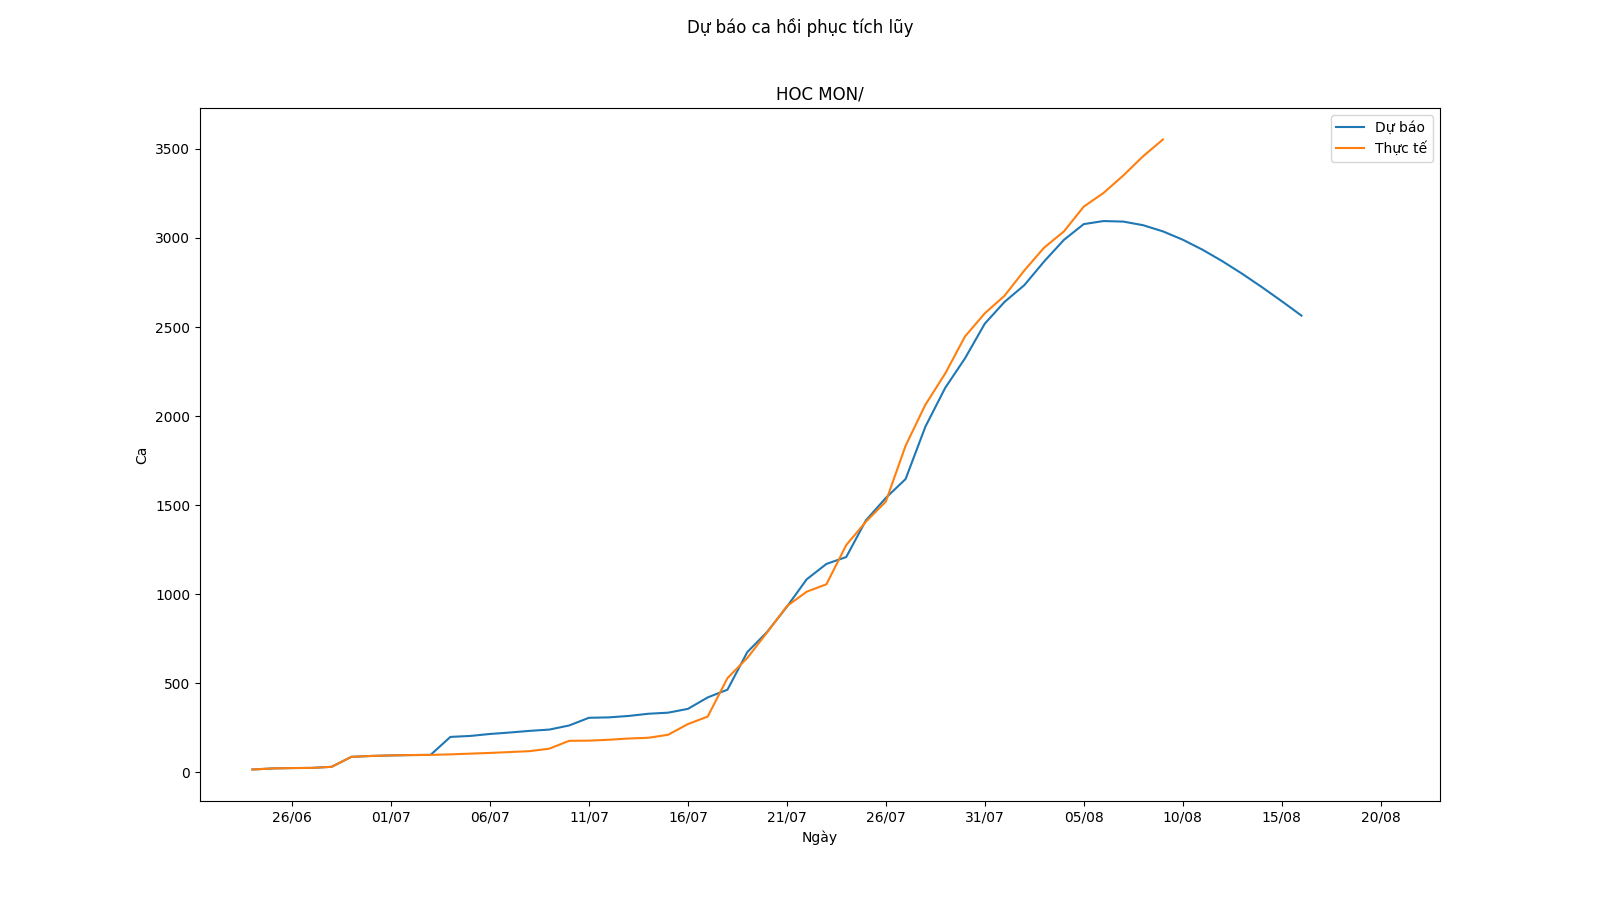 Dự báo ca hồi phục tích lũy
HOC MON/
Dự báo
Thực tế
3500
3000
2500
2000
1500
1000
500
0
Ca
26/06 01/07 06/07 11/07 16/07 21/07 26/07 31/07 05/08 10/08 15/08 20/08
Ngày